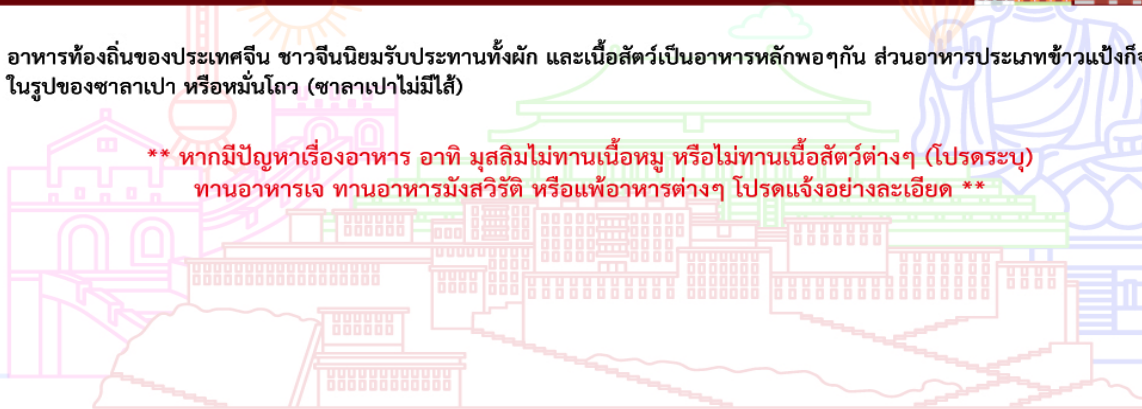 อาหารท้องถิ่นของประเทศจีน ชาวจีนนิยมรับประทานทั้งผัก และเนื้อสัตว์เป็นอาหารหลักพอๆกัน ส่วนอาหารประเภทข้าวแป้งก็
ในรูปของซาลาเปา หรือหมั่นโถว (ซาลาเปาไม่มีไส้)
** หากมีปัญหาเรื่องอาหาร อาทิ มุสลิมไม่ทานเนื้อหมู หรือไม่ทานเนื้อสัตว์ต่างๆ (โปรดระบุ)
ทานอาหารเจ ทานอาหารมังสวิรัติ หรือแพ้อาหารต่างๆ โปรดแจ้งอย่างละเอียด **